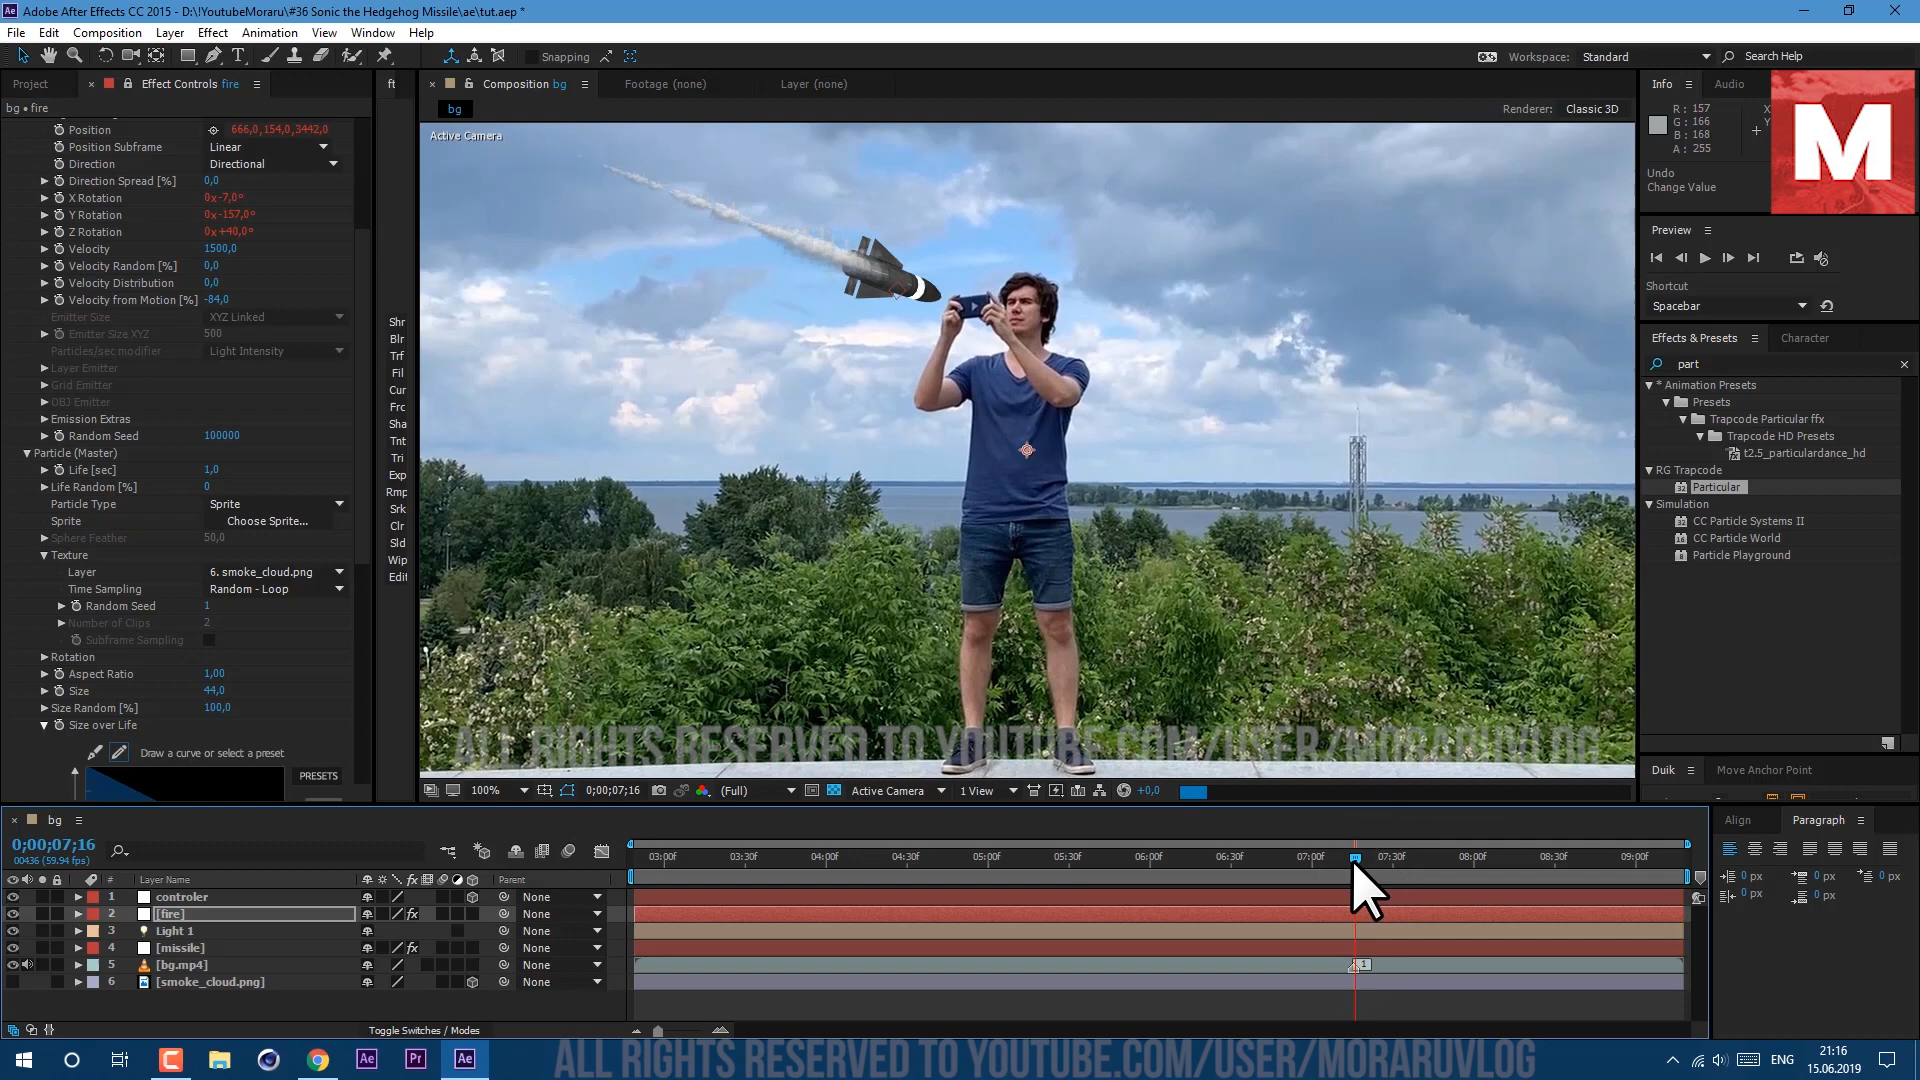 Adobe After Effects CC 2015 - D:\!YoutubeMoraru\#36 Sonic the Hedgehog Missile\ae\tut.aep *
File Edit Composition Layer Effect Animation View Window Help
Snapping
Workspace: Standard
Search Help
Project
Effect Controls fire
bg • fire
Position 666,0,154,0,3442,0
Position Subframe Linear
Direction Directional
Direction Spread [%] 0,0
X Rotation 0x-7,0°
Y Rotation 0x-157,0°
Z Rotation 0x+40,0°
Velocity 1500,0
Velocity Random [%] 0,0
Velocity Distribution 0,0
Velocity from Motion [%] -84,0
Emitter Size XYZ Linked
Emitter Size XYZ 500
Particles/sec modifier Light Intensity
Layer Emitter
Grid Emitter
OBJ Emitter
Emission Extras
Random Seed 100000
Particle (Master)
Life [sec] 1,0
Life Random [%] 0
Particle Type Sprite
Sprite Choose Sprite...
Sphere Feather 50,0
Texture
Layer 6. smoke_cloud.png
Time Sampling Random - Loop
Random Seed 1
Number of Clips 2
Subframe Sampling
Rotation
Aspect Ratio 1,00
Size 44,0
Size Random [%] 100,0
Size over Life
Draw a curve or select a preset
PRESETS
Shr
Blr
Trf
Fil
Cur
Frc
Sha
Tnt
Tri
Exp
Rmp
Srk
Clr
Sld
Wip
Edit
Composition bg
Footage (none)
Layer (none)
bg
Renderer: Classic 3D
Active Camera
ALL RIGHTS RESERVED TO YOUTUBE.COM/USER/MORARUVLOG
100% 0;00;07;16 (Full) Active Camera 1 View +0,0
Info Audio
R: 157
G: 166
B: 168
A: 255
X
Y
Undo
Change Value
M
Preview
Shortcut
Spacebar
Effects & Presets Character
part
* Animation Presets
Presets
Trapcode Particular ffx
Trapcode HD Presets
t2.5_particulardance_hd
RG Trapcode
Particular
Simulation
CC Particle Systems II
CC Particle World
Particle Playground
Duik Move Anchor Point
Align Paragraph
0 px 0 px 0 px
0 px 0 px
bg
0;00;07;16
00436 (59.94 fps)
03:00f 03:30f 04:00f 04:30f 05:00f 05:30f 06:00f 06:30f 07:00f 07:30f 08:00f 08:30f 09:00f
# Layer Name fx Parent
1 controler None
2 [fire] fx None
3 Light 1 None
4 [missile] fx None
5 [bg.mp4] None 1
6 [smoke_cloud.png] None
Toggle Switches / Modes
Ae Pr Ae
ALL RIGHTS RESERVED TO YOUTUBE.COM/USER/MORARUVLOG
ENG
21:16
15.06.2019